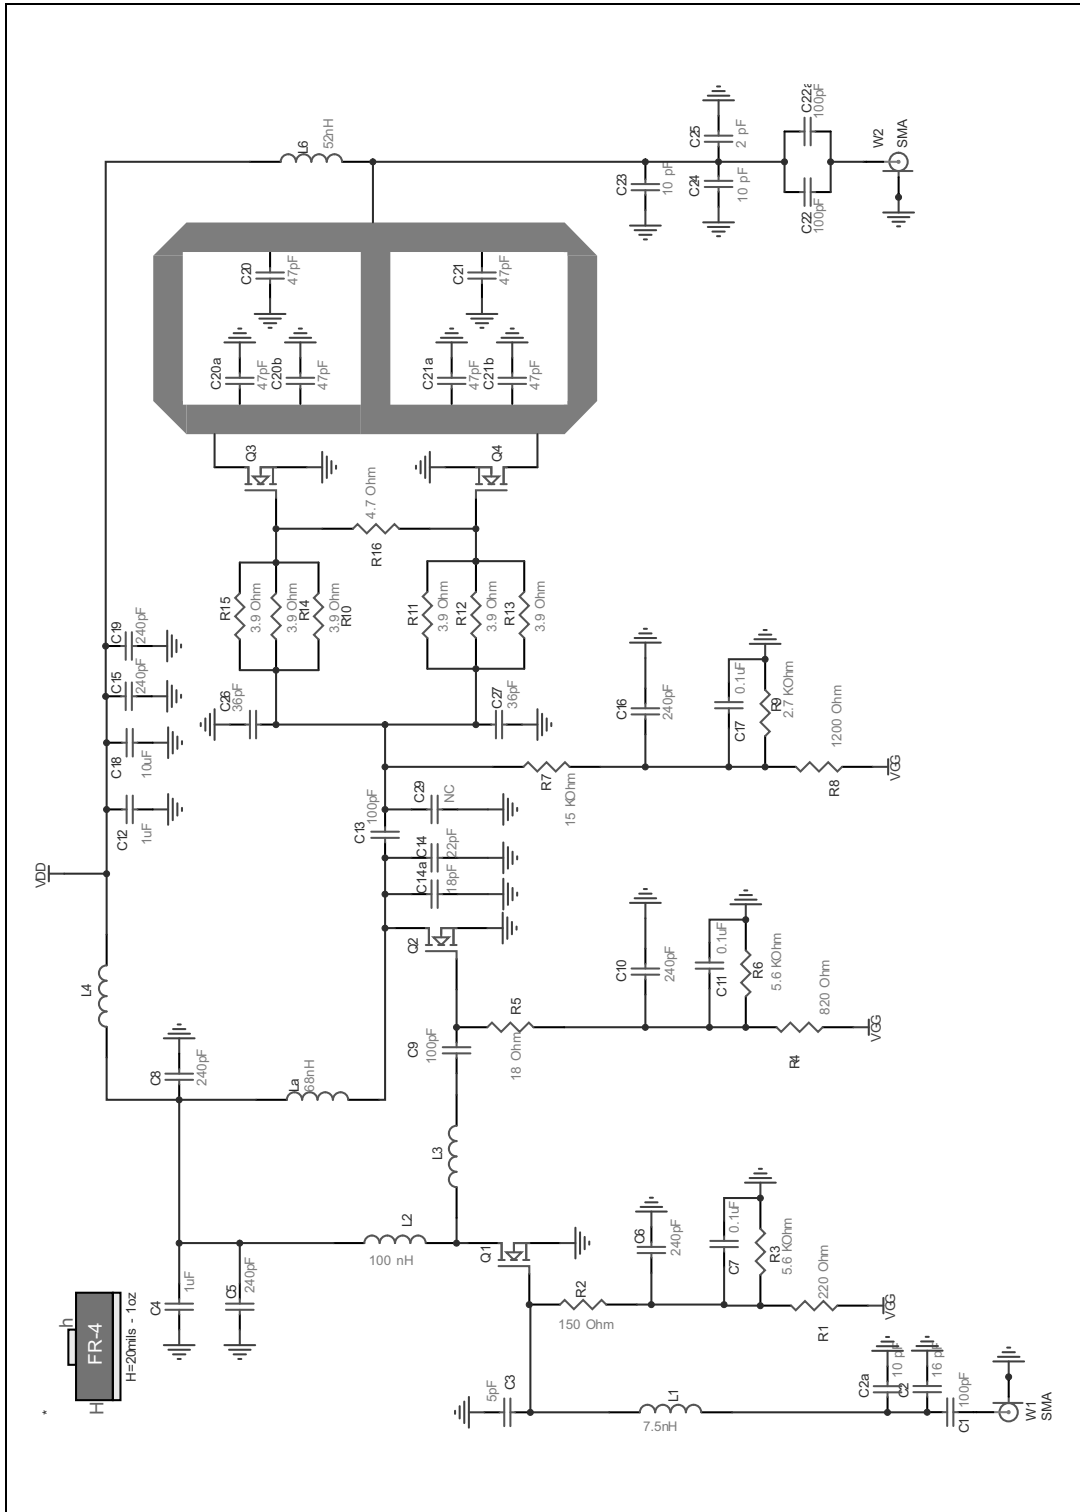 L6
52nH
C25
2 pF
C22a
100pF
W2
SMA
C23
10 pF
C24
10 pF
C22
100pF
C20
47pF
C21
47pF
C20a
47pF
C20b
47pF
C21a
47pF
C21b
47pF
Q3
Q4
4.7 Ohm
R16
R15
3.9 Ohm
R14
3.9 Ohm
R10
3.9 Ohm
R11
3.9 Ohm
R12
3.9 Ohm
R13
3.9 Ohm
C19
240pF
C15
240pF
C18
10uF
C12
1uF
C26
36pF
C27
36pF
C16
240pF
0.1uF
C17
R9
2.7 KOhm
1200 Ohm
R8
VGG
R7
15 KOhm
C13
100pF
C29
NC
C14
22pF
C14a
18pF
VDD
Q2
L4
C10
240pF
0.1uF
C11
R6
5.6 KOhm
820 Ohm
R4
VGG
R5
18 Ohm
C9
100pF
C8
240pF
La
68nH
L3
L2
100 nH
Q1
C6
240pF
0.1uF
C7
R3
5.6 KOhm
220 Ohm
R1
VGG
R2
150 Ohm
C4
1uF
C5
240pF
h
FR-4
H
H=20mils - 1oz
*
5pF
C3
L1
7.5nH
C2a
10 pF
C2
16 pF
C1
100pF
W1
SMA